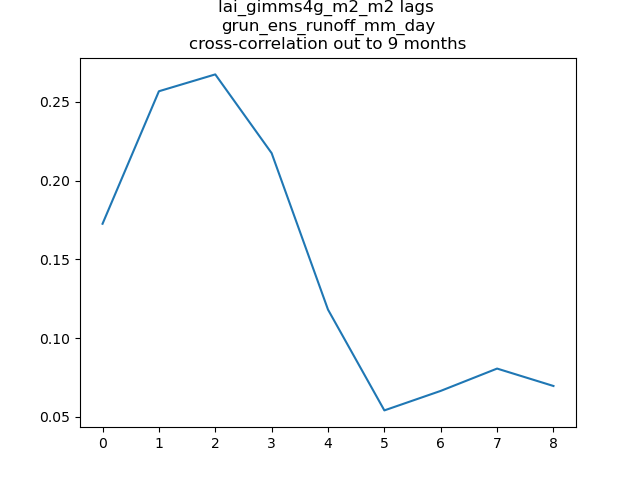 lai_gimms4g_m2_m2 lags
grun_ens_runoff_mm_day
cross-correlation out to 9 months
0.25
0.20
0.15
0.10
0.05
0 1 2 3 4 5 6 7 8